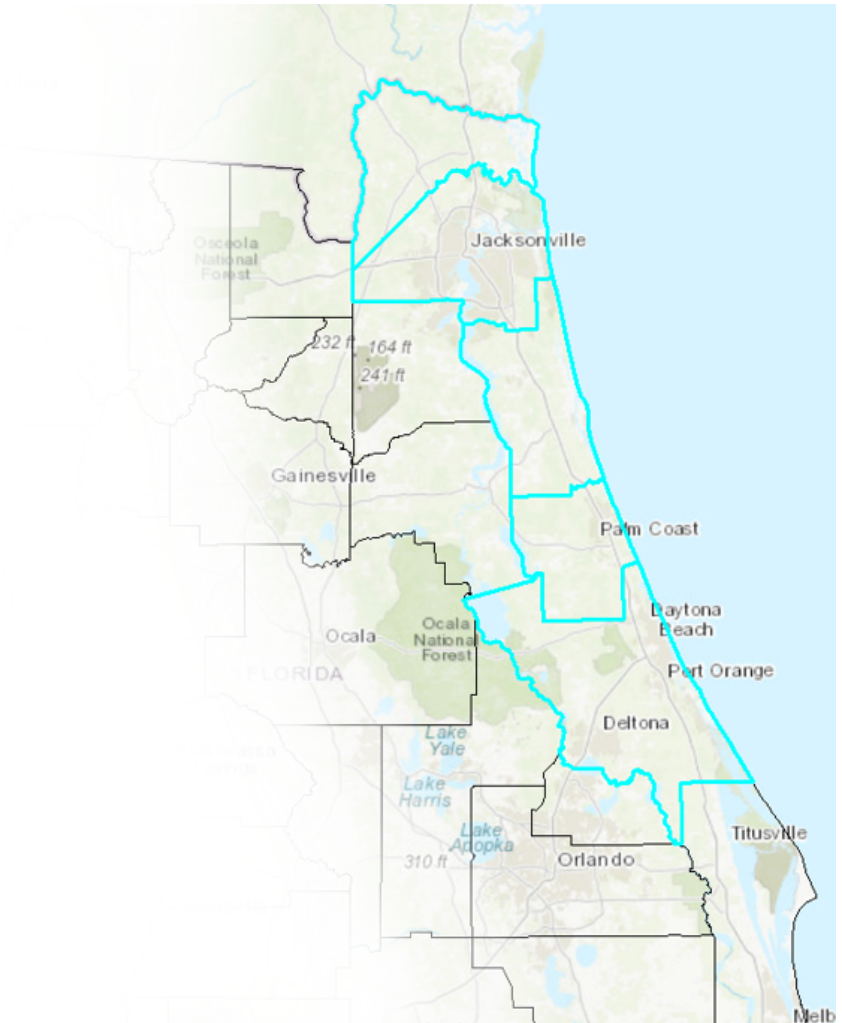 Jacksonville
Osceola
National
Forest
232 ft
164 ft
241 ft
Gainesville
Palm Coast
Daytona
Beach
Ocala
National
Forest
Ocala
Port Orange
FLORIDA
Deltona
Lake
Yale
Lake
Harris
Lake
Apopka
Titusville
Orlando
310 ft
Melb